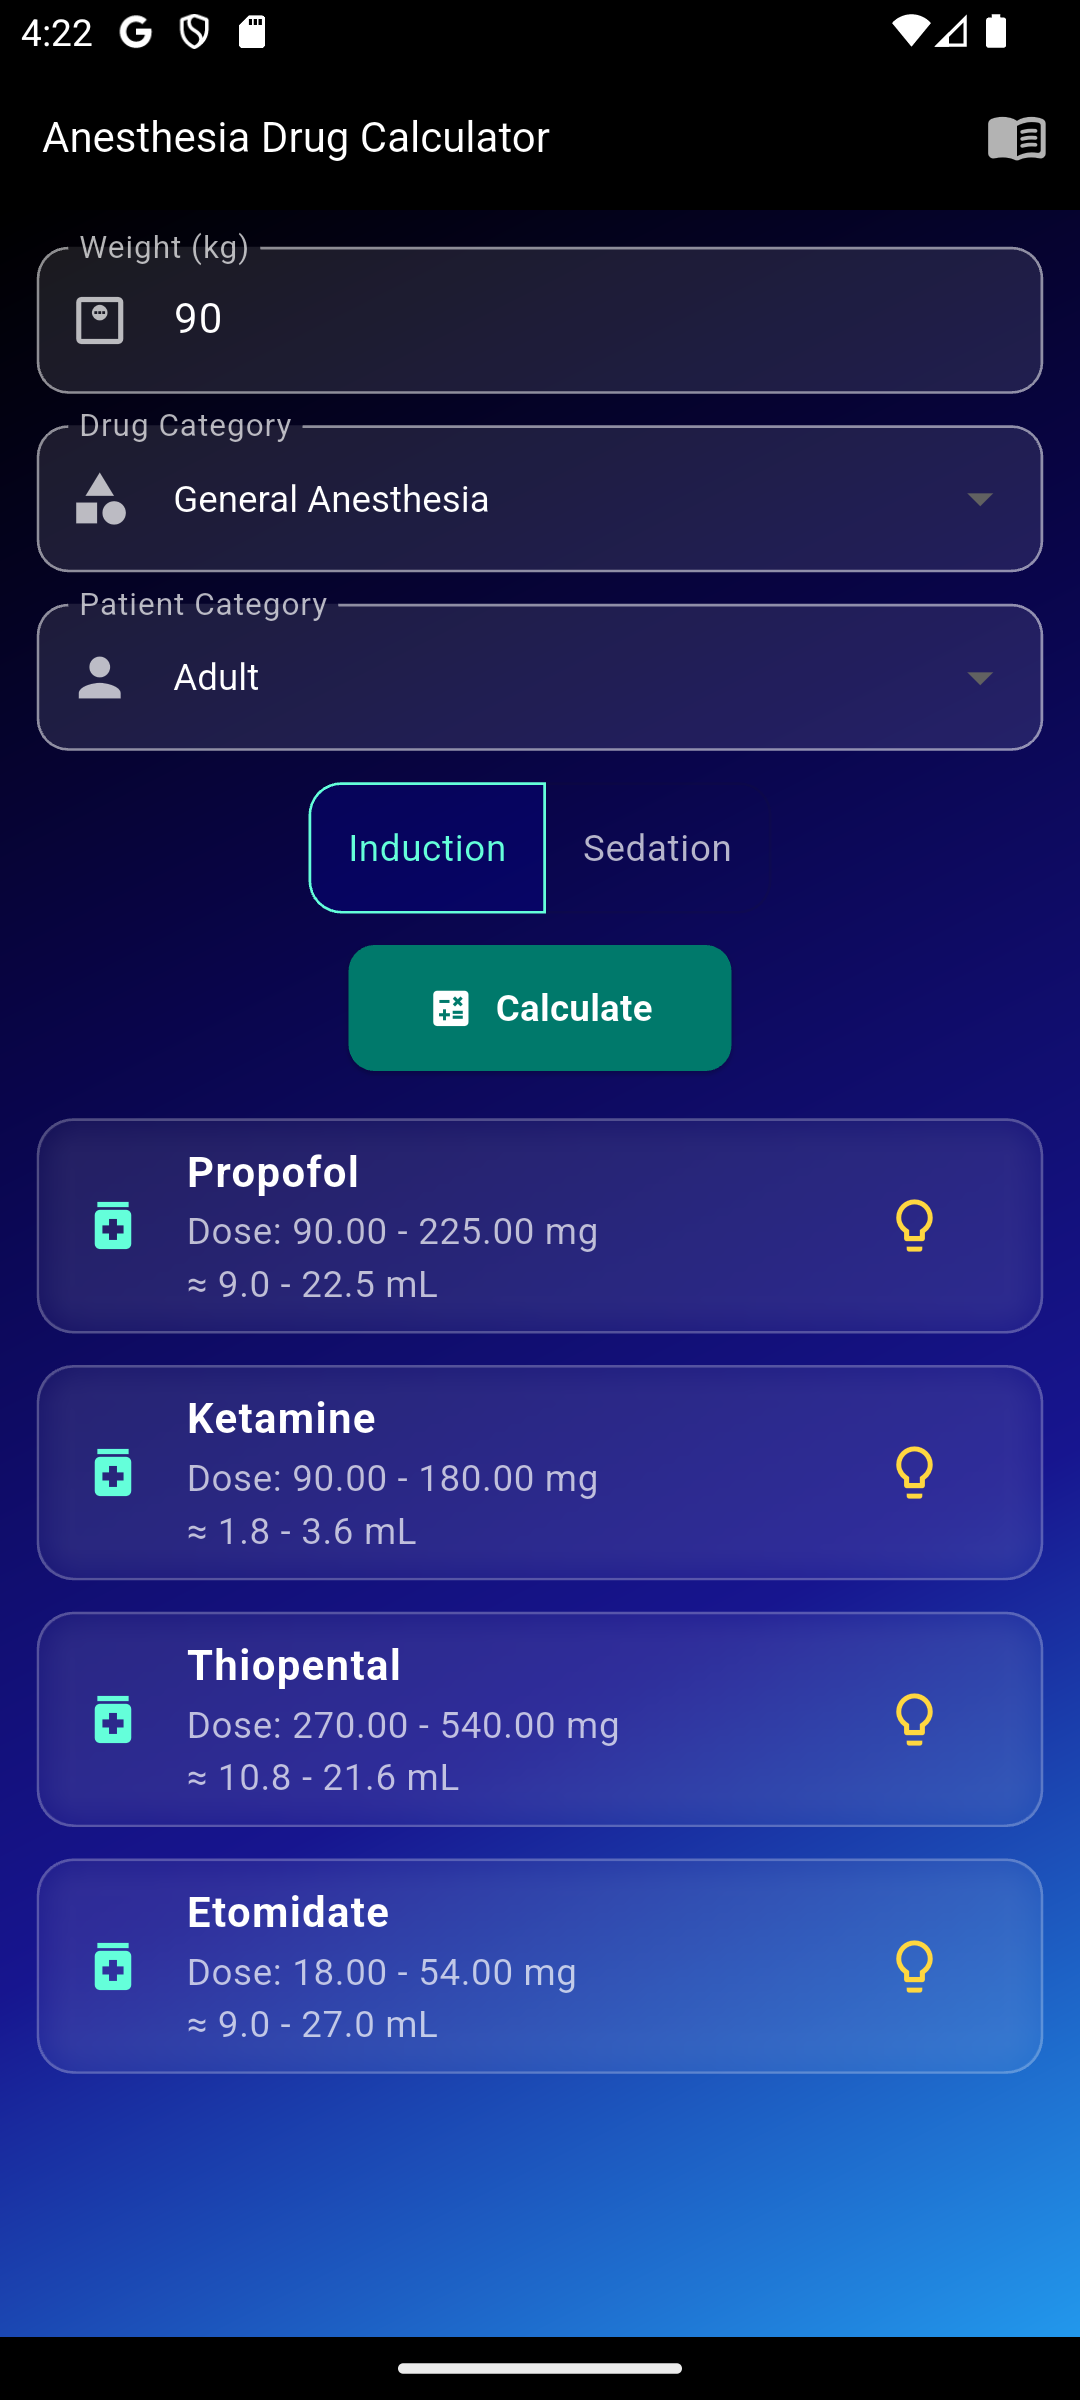 4:22
Anesthesia Drug Calculator
Weight (kg)
90
Drug Category
General Anesthesia
Patient Category
Adult
Induction
Sedation
Calculate
Propofol
Dose: 90.00 - 225.00 mg
≈ 9.0 - 22.5 mL
Ketamine
Dose: 90.00 - 180.00 mg
≈ 1.8 - 3.6 mL
Thiopental
Dose: 270.00 - 540.00 mg
≈ 10.8 - 21.6 mL
Etomidate
Dose: 18.00 - 54.00 mg
≈ 9.0 - 27.0 mL